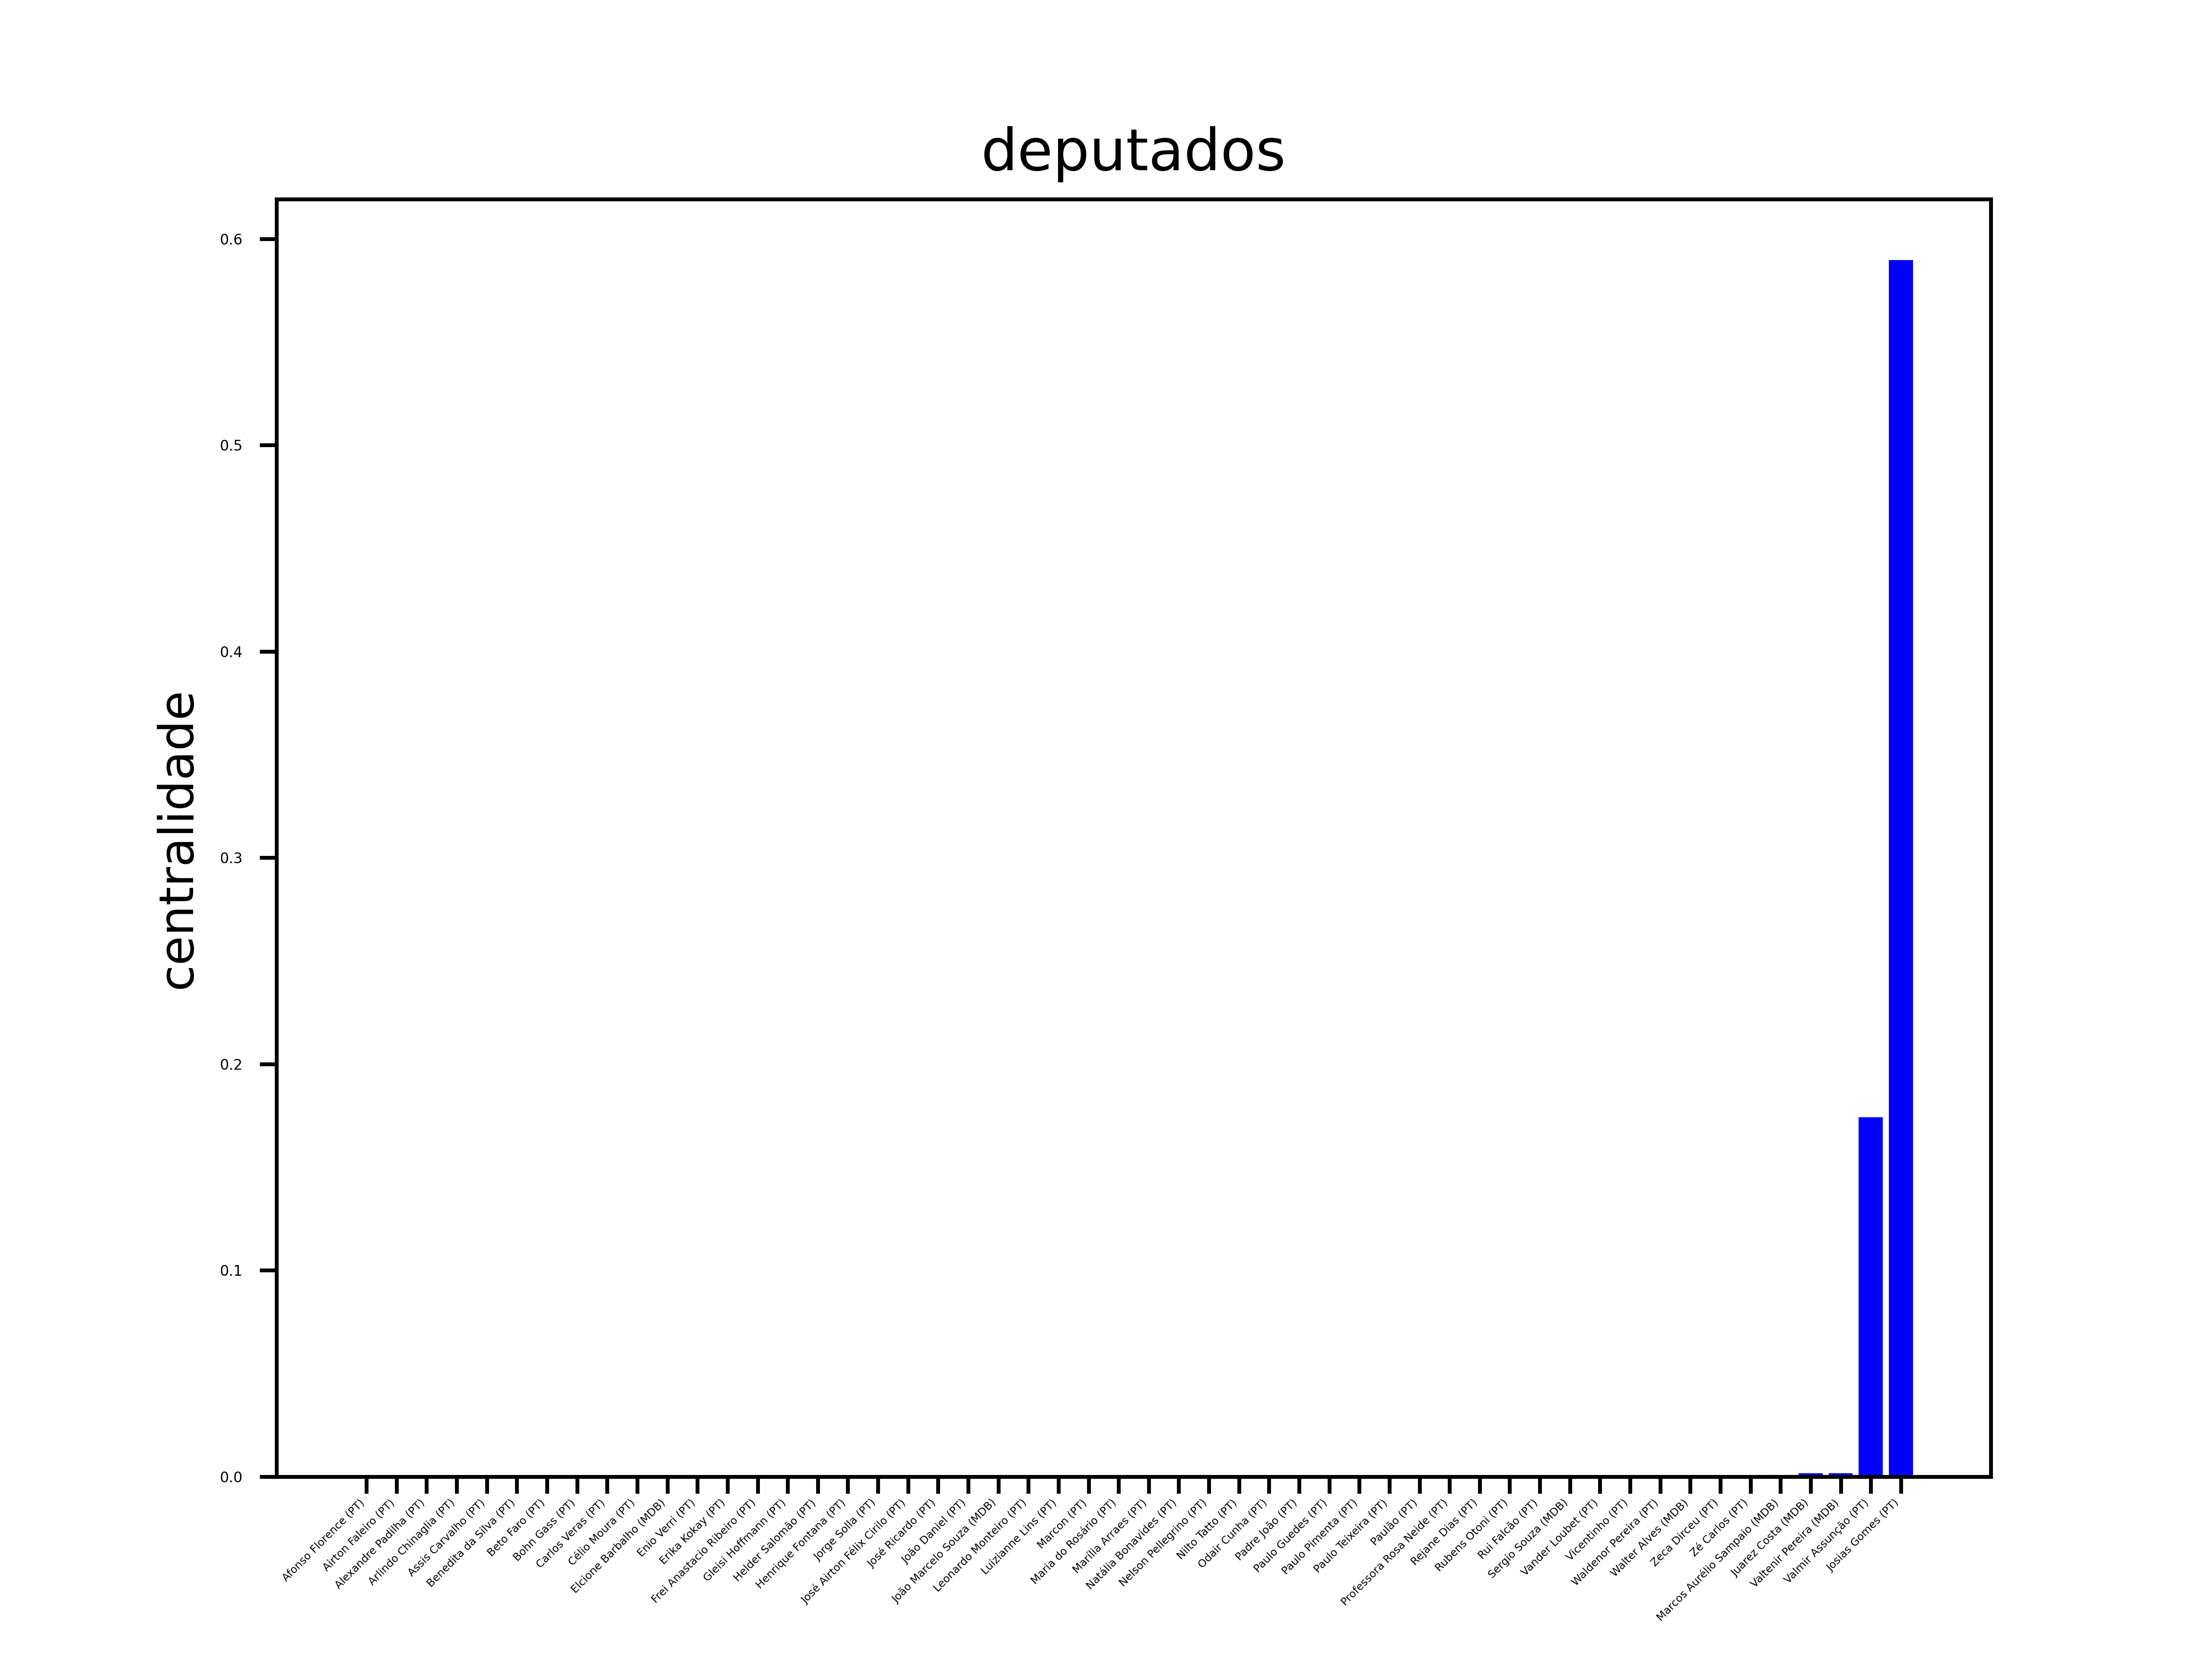 deputados
centralidade
0.6
0.5
0.4
0.3
0.2
0.1
0.0
Afonso Florence (PT)
Airton Faleiro (PT)
Alexandre Padilha (PT)
Arlindo Chinaglia (PT)
Assis Carvalho (PT)
Benedita da Silva (PT)
Beto Faro (PT)
Bohn Gass (PT)
Carlos Veras (PT)
Célio Moura (PT)
Elcione Barbalho (MDB)
Enio Verri (PT)
Erika Kokay (PT)
Frei Anastacio Ribeiro (PT)
Gleisi Hoffmann (PT)
Helder Salomão (PT)
Henrique Fontana (PT)
Jorge Solla (PT)
José Airton Félix Cirilo (PT)
José Ricardo (PT)
João Daniel (PT)
João Marcelo Souza (MDB)
Leonardo Monteiro (PT)
Luizianne Lins (PT)
Marcon (PT)
Maria do Rosário (PT)
Marília Arraes (PT)
Natália Bonavides (PT)
Nelson Pellegrino (PT)
Nilto Tatto (PT)
Odair Cunha (PT)
Padre João (PT)
Paulo Guedes (PT)
Paulo Pimenta (PT)
Paulo Teixeira (PT)
Paulão (PT)
Professora Rosa Neide (PT)
Rejane Dias (PT)
Rubens Otoni (PT)
Rui Falcão (PT)
Sergio Souza (MDB)
Vander Loubet (PT)
Vicentinho (PT)
Waldenor Pereira (PT)
Walter Alves (MDB)
Zeca Dirceu (PT)
Zé Carlos (PT)
Marcos Aurélio Sampaio (MDB)
Juarez Costa (MDB)
Valtenir Pereira (MDB)
Valmir Assunção (PT)
Josias Gomes (PT)